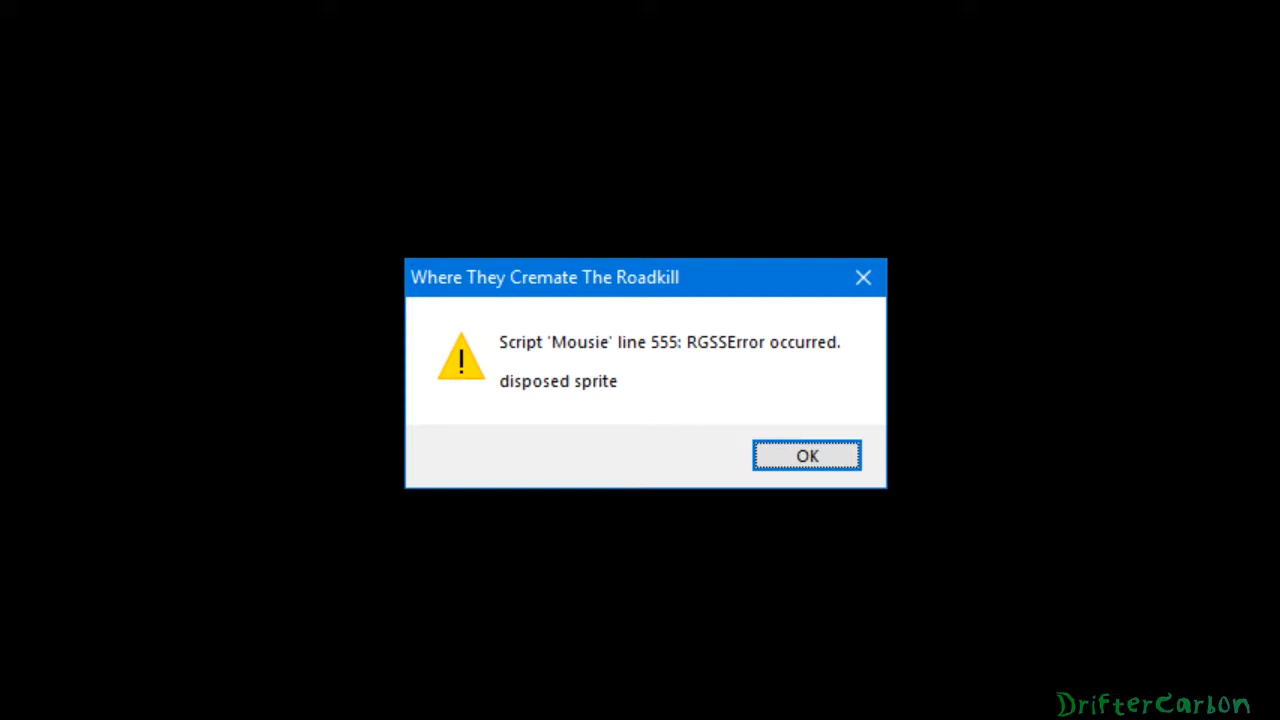 Where They Cremate The Roadkill
Script 'Mousie' line 555: RGSSError occurred.
disposed sprite
OK
DrifterCarbon